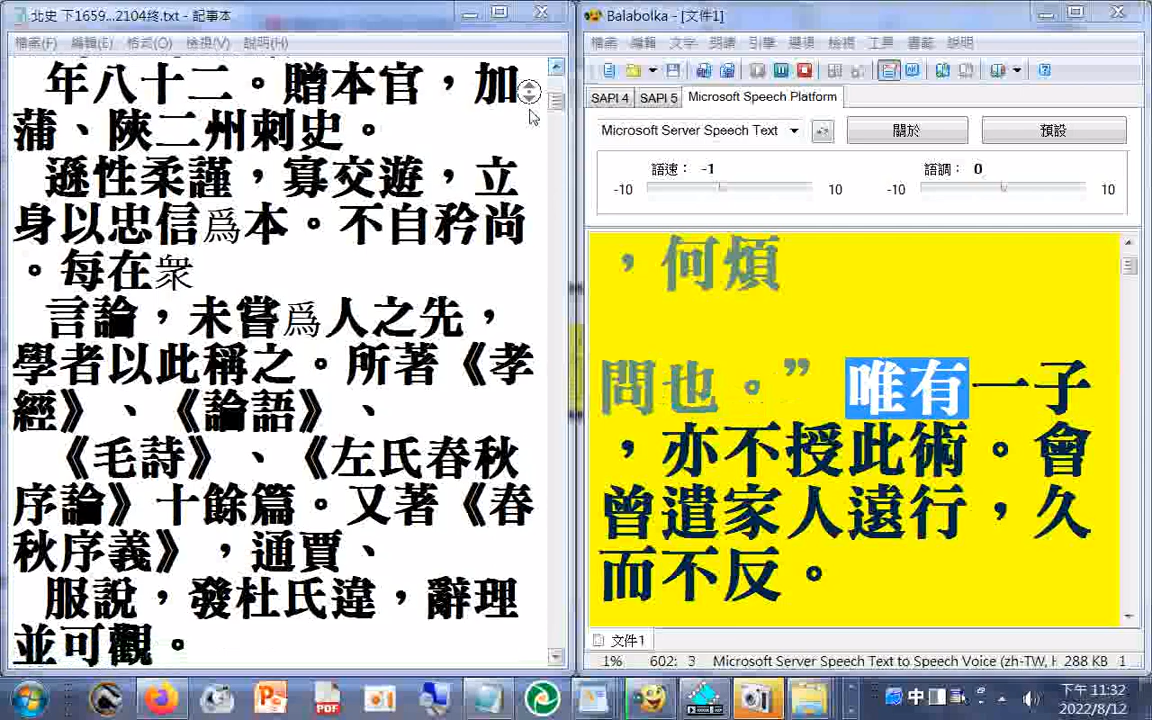 北史 下1659...2104終.txt - 記事本
檔案(F) 編輯(E) 格式(O) 檢視(V) 說明(H)
年八十二。贈本官，加
蒲、陝二州刺史。
遜性柔謹，寡交遊，立
身以忠信爲本。不自矜尚
。每在衆
言論，未嘗爲人之先，
學者以此稱之。所著《孝
經》、《論語》、
《毛詩》、《左氏春秋
序論》十餘篇。又著《春
秋序義》，通賈、
服說，發杜氏違，辭理
並可觀。
Balabolka - [文件1]
檔案 編輯 文字 朗讀 引擎 選項 檢視 工具 書籤 說明
SAPI 4 SAPI 5 Microsoft Speech Platform
Microsoft Server Speech Text 關於 預設
語速： -1 語調： 0
-10 10 -10 10
，何煩
問也。” 唯有一子
，亦不授此術。會
曾遣家人遠行，久
而不反。
文件1
1% 602: 3 Microsoft Server Speech Text to Speech Voice (zh-TW, H 288 KB 1
中 下午 11:32
2022/8/12